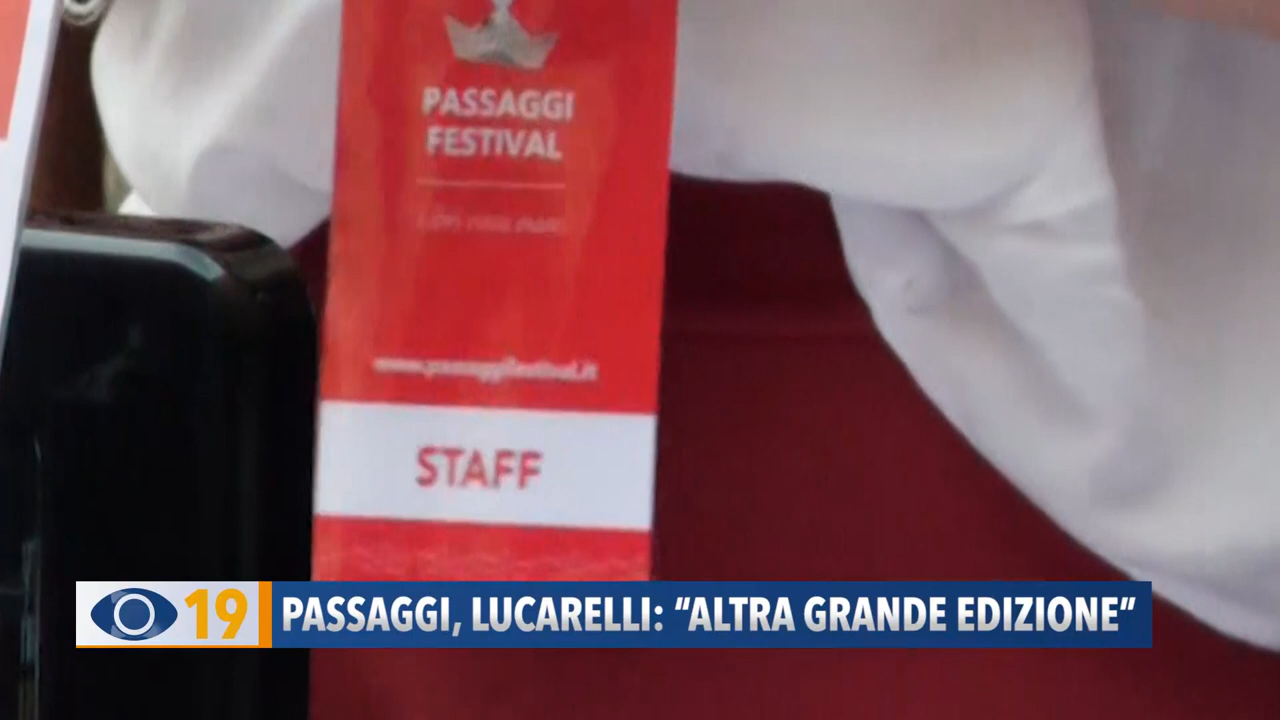 PASSAGGI
FESTIVAL
www.passaggifestival.it
STAFF
19 PASSAGGI, LUCARELLI: “ALTRA GRANDE EDIZIONE”